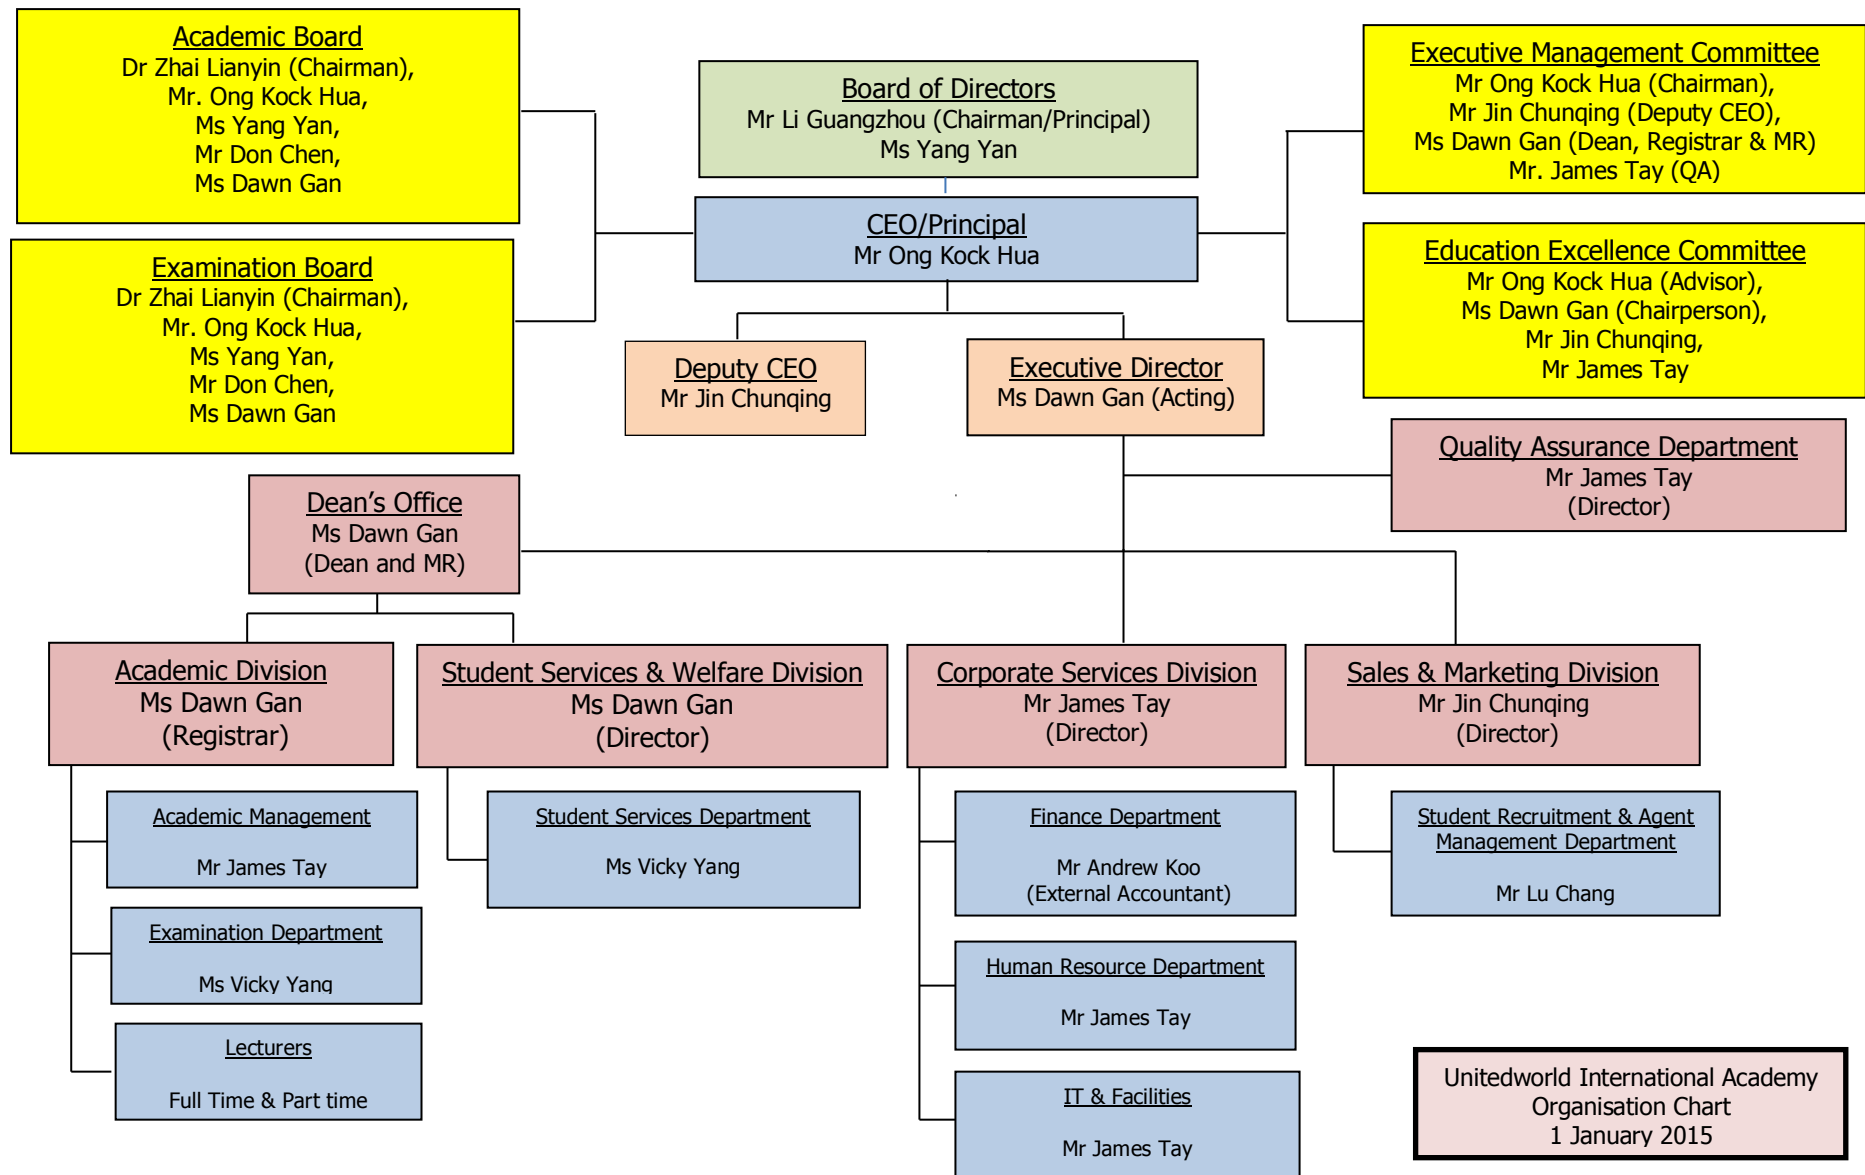 Academic Board
Dr Zhai Lianyin (Chairman),
Mr. Ong Kock Hua,
Ms Yang Yan,
Mr Don Chen,
Ms Dawn Gan
Board of Directors
Mr Li Guangzhou (Chairman/Principal)
Ms Yang Yan
Executive Management Committee
Mr Ong Kock Hua (Chairman),
Mr Jin Chunqing (Deputy CEO),
Ms Dawn Gan (Dean, Registrar & MR)
Mr. James Tay (QA)
CEO/Principal
Mr Ong Kock Hua
Examination Board
Dr Zhai Lianyin (Chairman),
Mr. Ong Kock Hua,
Ms Yang Yan,
Mr Don Chen,
Ms Dawn Gan
Education Excellence Committee
Mr Ong Kock Hua (Advisor),
Ms Dawn Gan (Chairperson),
Mr Jin Chunqing,
Mr James Tay
Deputy CEO
Mr Jin Chunqing
Executive Director
Ms Dawn Gan (Acting)
Quality Assurance Department
Mr James Tay
(Director)
Dean’s Office
Ms Dawn Gan
(Dean and MR)
Academic Division
Ms Dawn Gan
(Registrar)
Student Services & Welfare Division
Ms Dawn Gan
(Director)
Corporate Services Division
Mr James Tay
(Director)
Sales & Marketing Division
Mr Jin Chunqing
(Director)
Academic Management
Mr James Tay
Student Services Department
Ms Vicky Yang
Finance Department
Mr Andrew Koo
(External Accountant)
Student Recruitment & Agent
Management Department
Mr Lu Chang
Examination Department
Ms Vicky Yang
Human Resource Department
Mr James Tay
Lecturers
Full Time & Part time
IT & Facilities
Mr James Tay
Unitedworld International Academy
Organisation Chart
1 January 2015